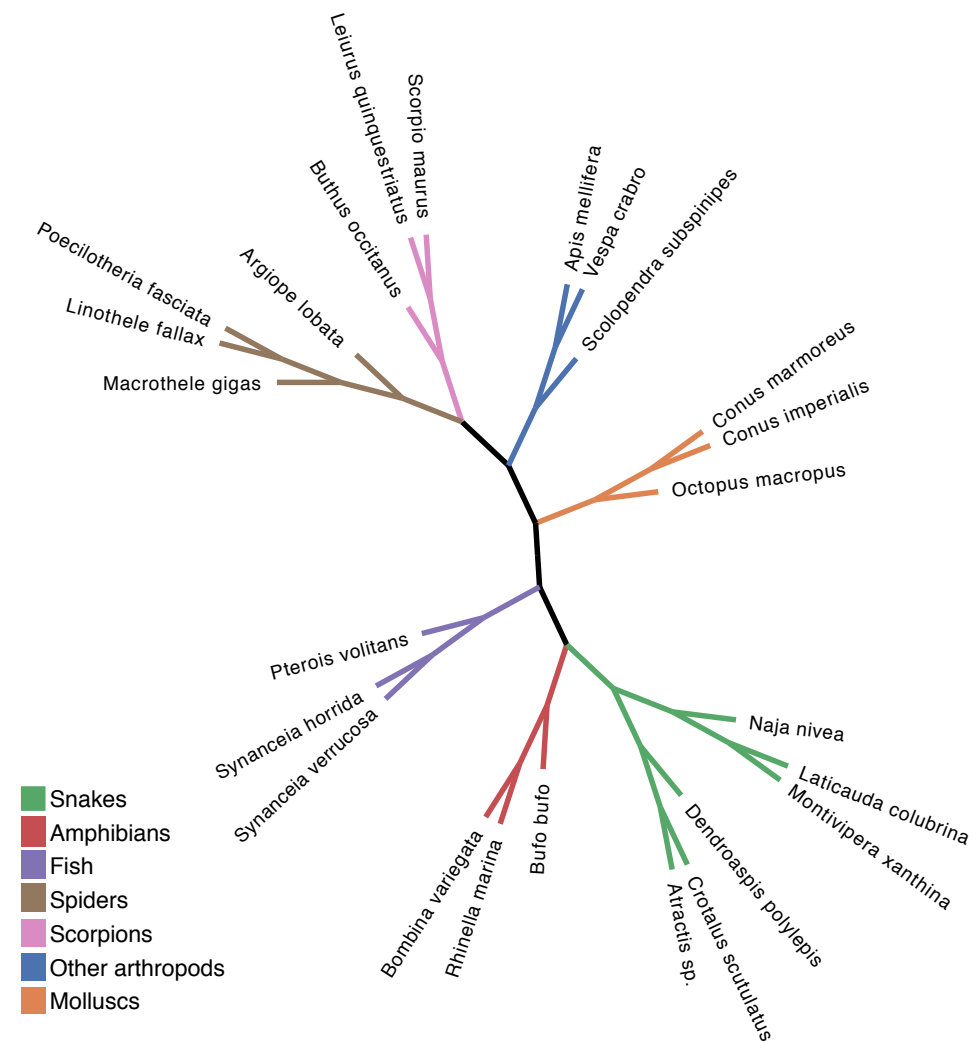 Leiurus quinquestriatus
Scorpio maurus
Buthus occitanus
Apis mellifera
Vespa crabro
Scolopendra subspinipes
Poecilotheria fasciata
Argiope lobata
Linothele fallax
Macrothele gigas
Conus marmoreus
Conus imperialis
Octopus macropus
Pterois volitans
Synanceia horrida
Synanceia verrucosa
Naja nivea
Laticauda colubrina
Montivipera xanthina
Dendroaspis polylepis
Crotalus scutulatus
Atractis sp.
Bufo bufo
Rhinella marina
Bombina variegata
Snakes
Amphibians
Fish
Spiders
Scorpions
Other arthropods
Molluscs